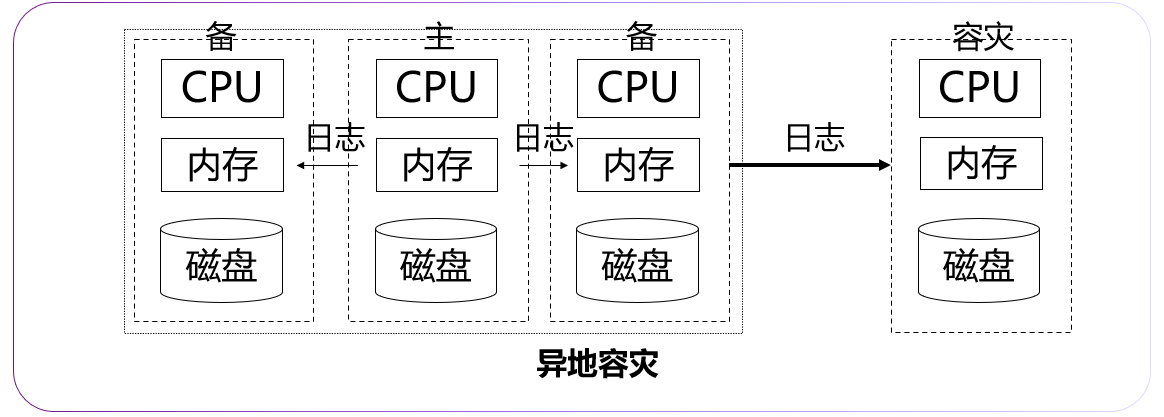 备 主 备 容灾
CPU CPU CPU CPU
日志 日志 日志
内存 内存 内存 内存
磁盘 磁盘 磁盘 磁盘
异地容灾